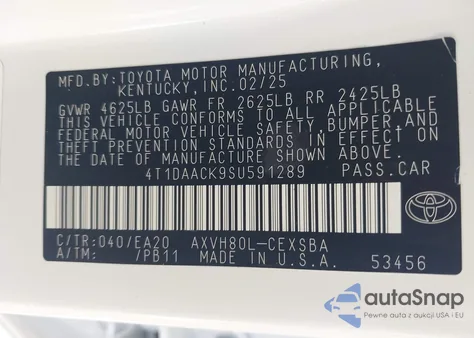 MFD.BY:TOYOTA MOTOR MANUFACTURING,
KENTUCKY, INC.02/25
GVWR 4625LB GAWR FR 2625LB RR 2425LB
THIS VEHICLE CONFORMS TO ALL APPLICABLE
FEDERAL MOTOR VEHICLE SAFETY, BUMPER,AND
THEFT PREVENTION STANDARDS IN EFFECT ON
THE DATE OF MANUFACTURE SHOWN ABOVE.
4T1DAACK9SU591289 PASS.CAR
C/TR:040/EA20 AXVH80L-CEXSBA
A/TM: /PB11 MADE IN U.S.A. 53456
autoSnap
Pewne auta z aukcji USA i EU